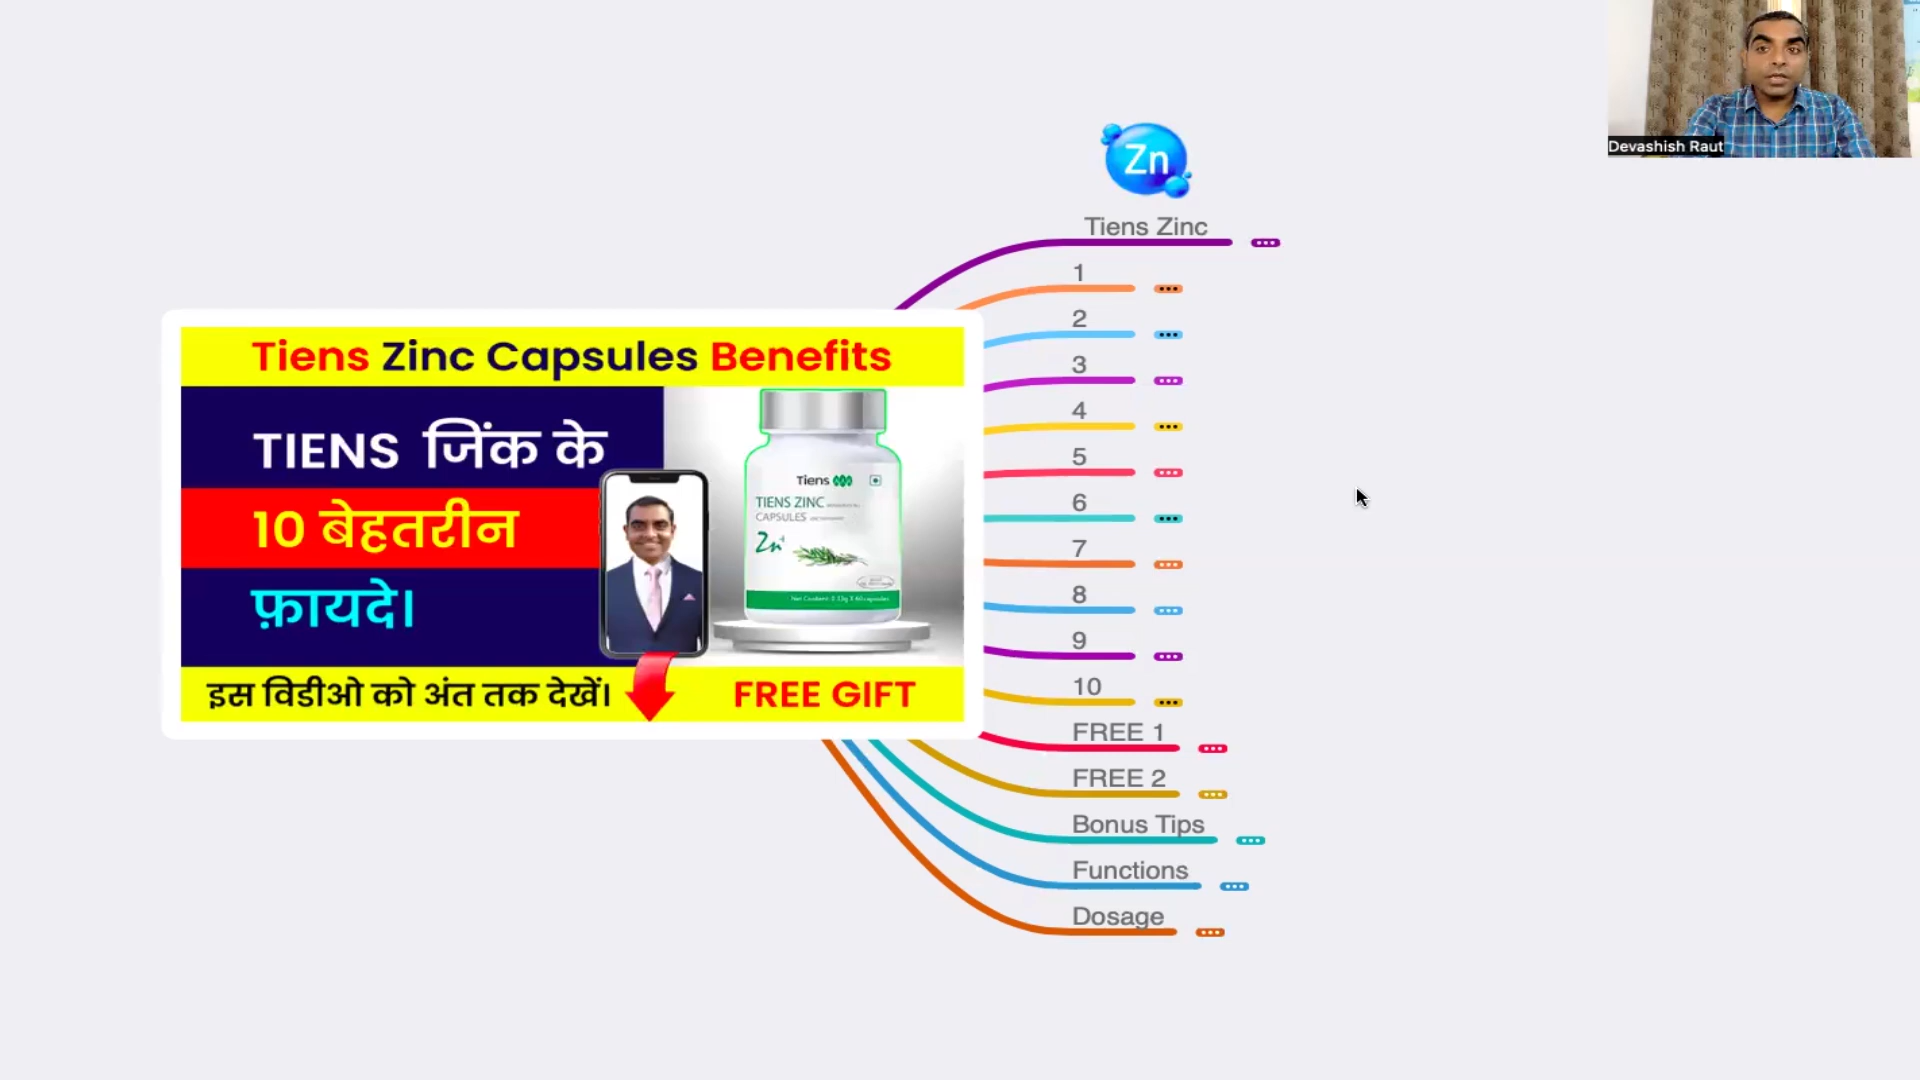 Devashish Raut
Zn
Tiens Zinc
1
2
3
4
5
6
7
8
9
10
FREE 1
FREE 2
Bonus Tips
Functions
Dosage
Tiens Zinc Capsules Benefits
TIENS जिंक के
10 बेहतरीन
फ़ायदे।
Tiens
TIENS ZINC
CAPSULES
Zn
इस विडीओ को अंत तक देखें।
FREE GIFT